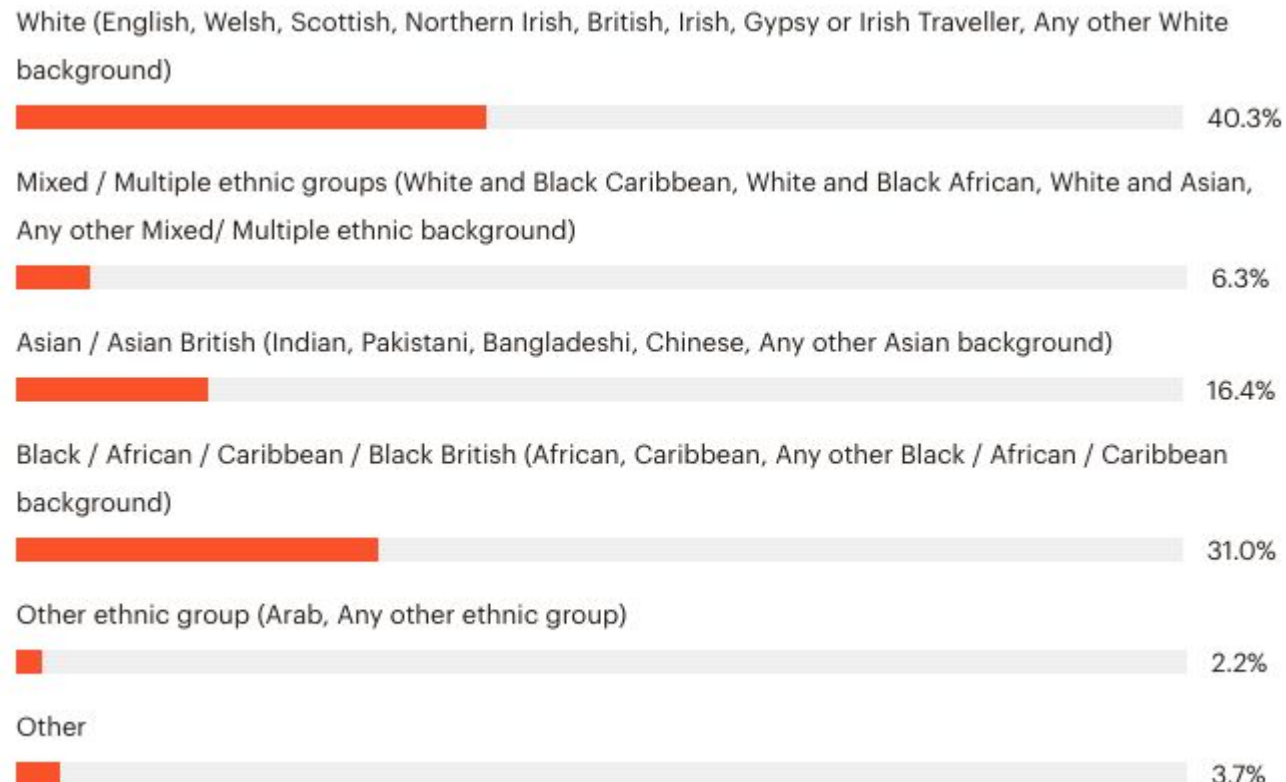 White (English, Welsh, Scottish, Northern Irish, British, Irish, Gypsy or Irish Traveller, Any other White
background)
40.3%
Mixed / Multiple ethnic groups (White and Black Caribbean, White and Black African, White and Asian,
Any other Mixed/ Multiple ethnic background)
6.3%
Asian / Asian British (Indian, Pakistani, Bangladeshi, Chinese, Any other Asian background)
16.4%
Black / African / Caribbean / Black British (African, Caribbean, Any other Black / African / Caribbean
background)
31.0%
Other ethnic group (Arab, Any other ethnic group)
2.2%
Other
3.7%